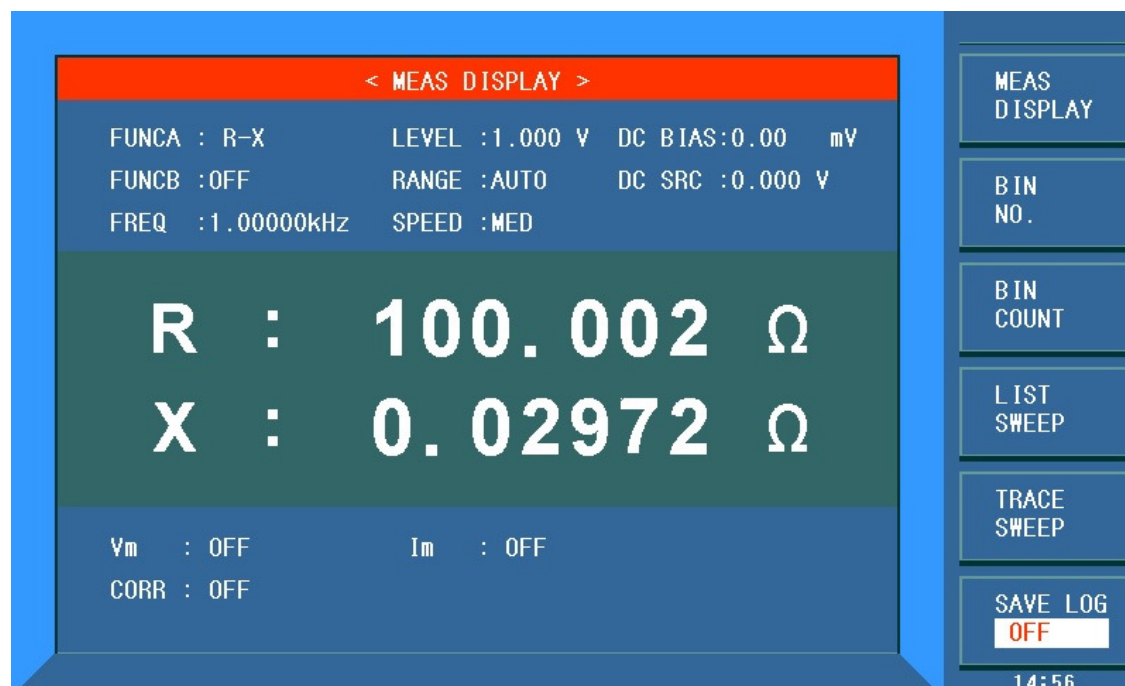 < MEAS DISPLAY >
FUNCA : R-X LEVEL :1.000 V DC BIAS:0.00 mV
FUNCB :OFF RANGE :AUTO DC SRC :0.000 V
FREQ :1.00000kHz SPEED :MED
R : 100.002 Ω
X : 0.02972 Ω
Vm : OFF Im : OFF
CORR : OFF
MEAS
DISPLAY
BIN
NO.
BIN
COUNT
LIST
SWEEP
TRACE
SWEEP
SAVE LOG
OFF
14:56